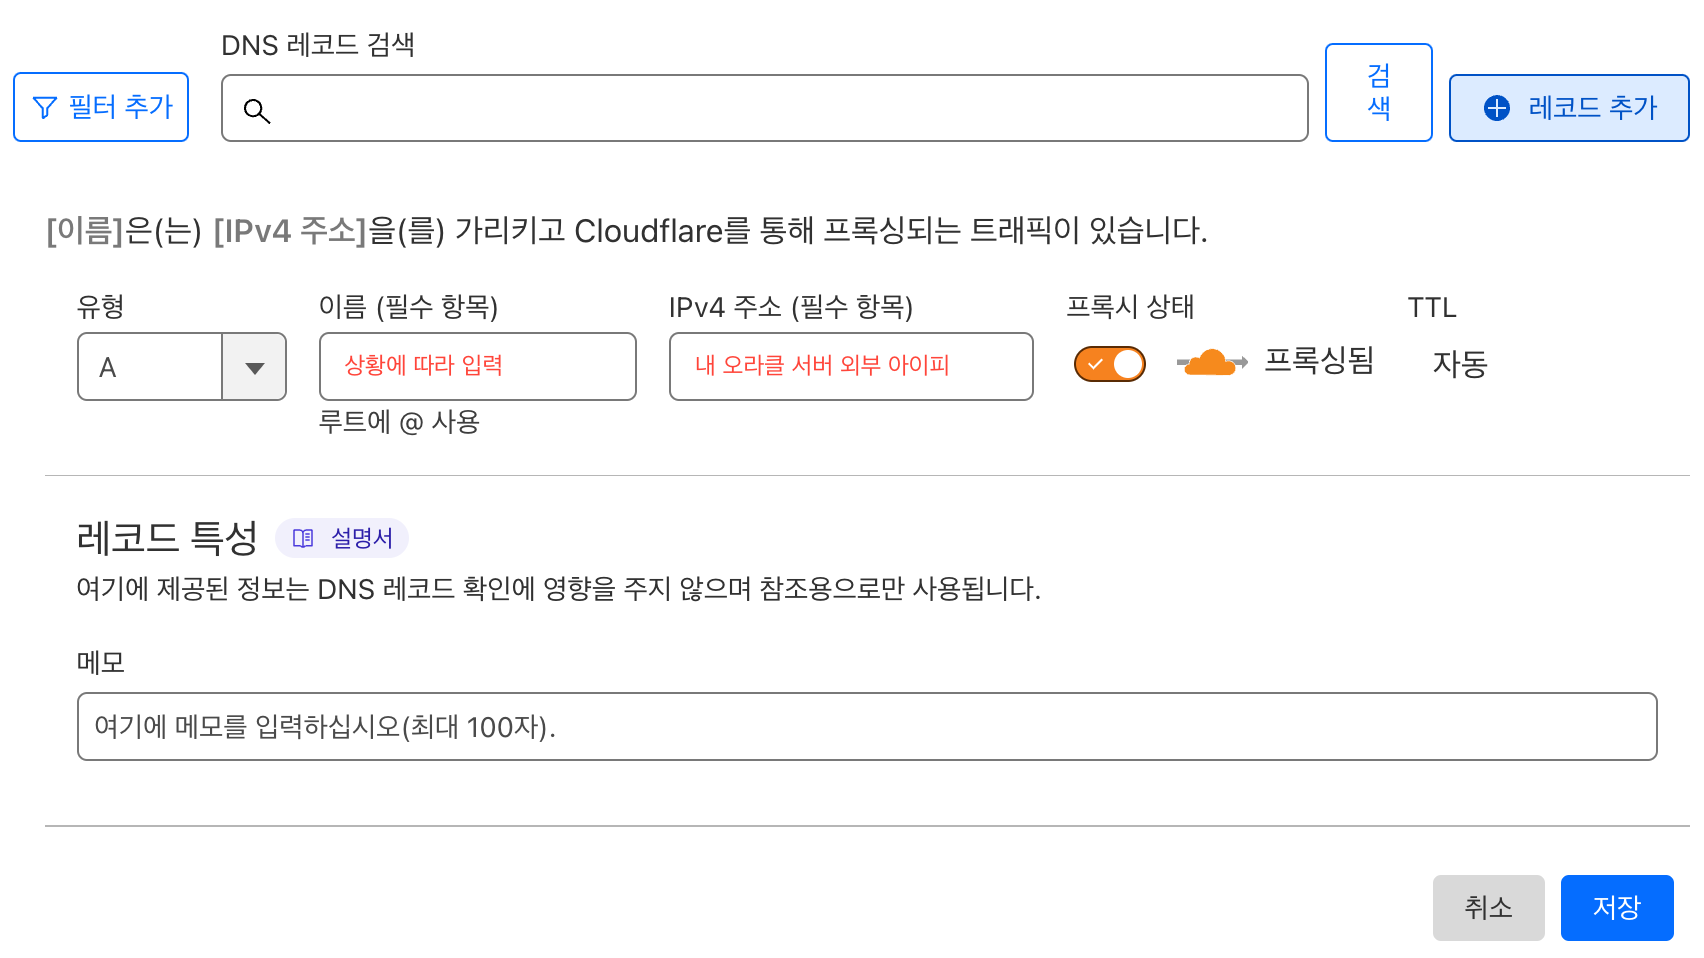 DNS 레코드 검색
필터 추가
검
색
레코드 추가
[이름]은(는) [IPv4 주소]을(를) 가리키고 Cloudflare를 통해 프록싱되는 트래픽이 있습니다.
유형 이름 (필수 항목) IPv4 주소 (필수 항목) 프록시 상태 TTL
A 상황에 따라 입력 내 오라클 서버 외부 아이피 프록싱됨 자동
루트에 @ 사용
레코드 특성 설명서
여기에 제공된 정보는 DNS 레코드 확인에 영향을 주지 않으며 참조용으로만 사용됩니다.
메모
여기에 메모를 입력하십시오(최대 100자).
취소 저장